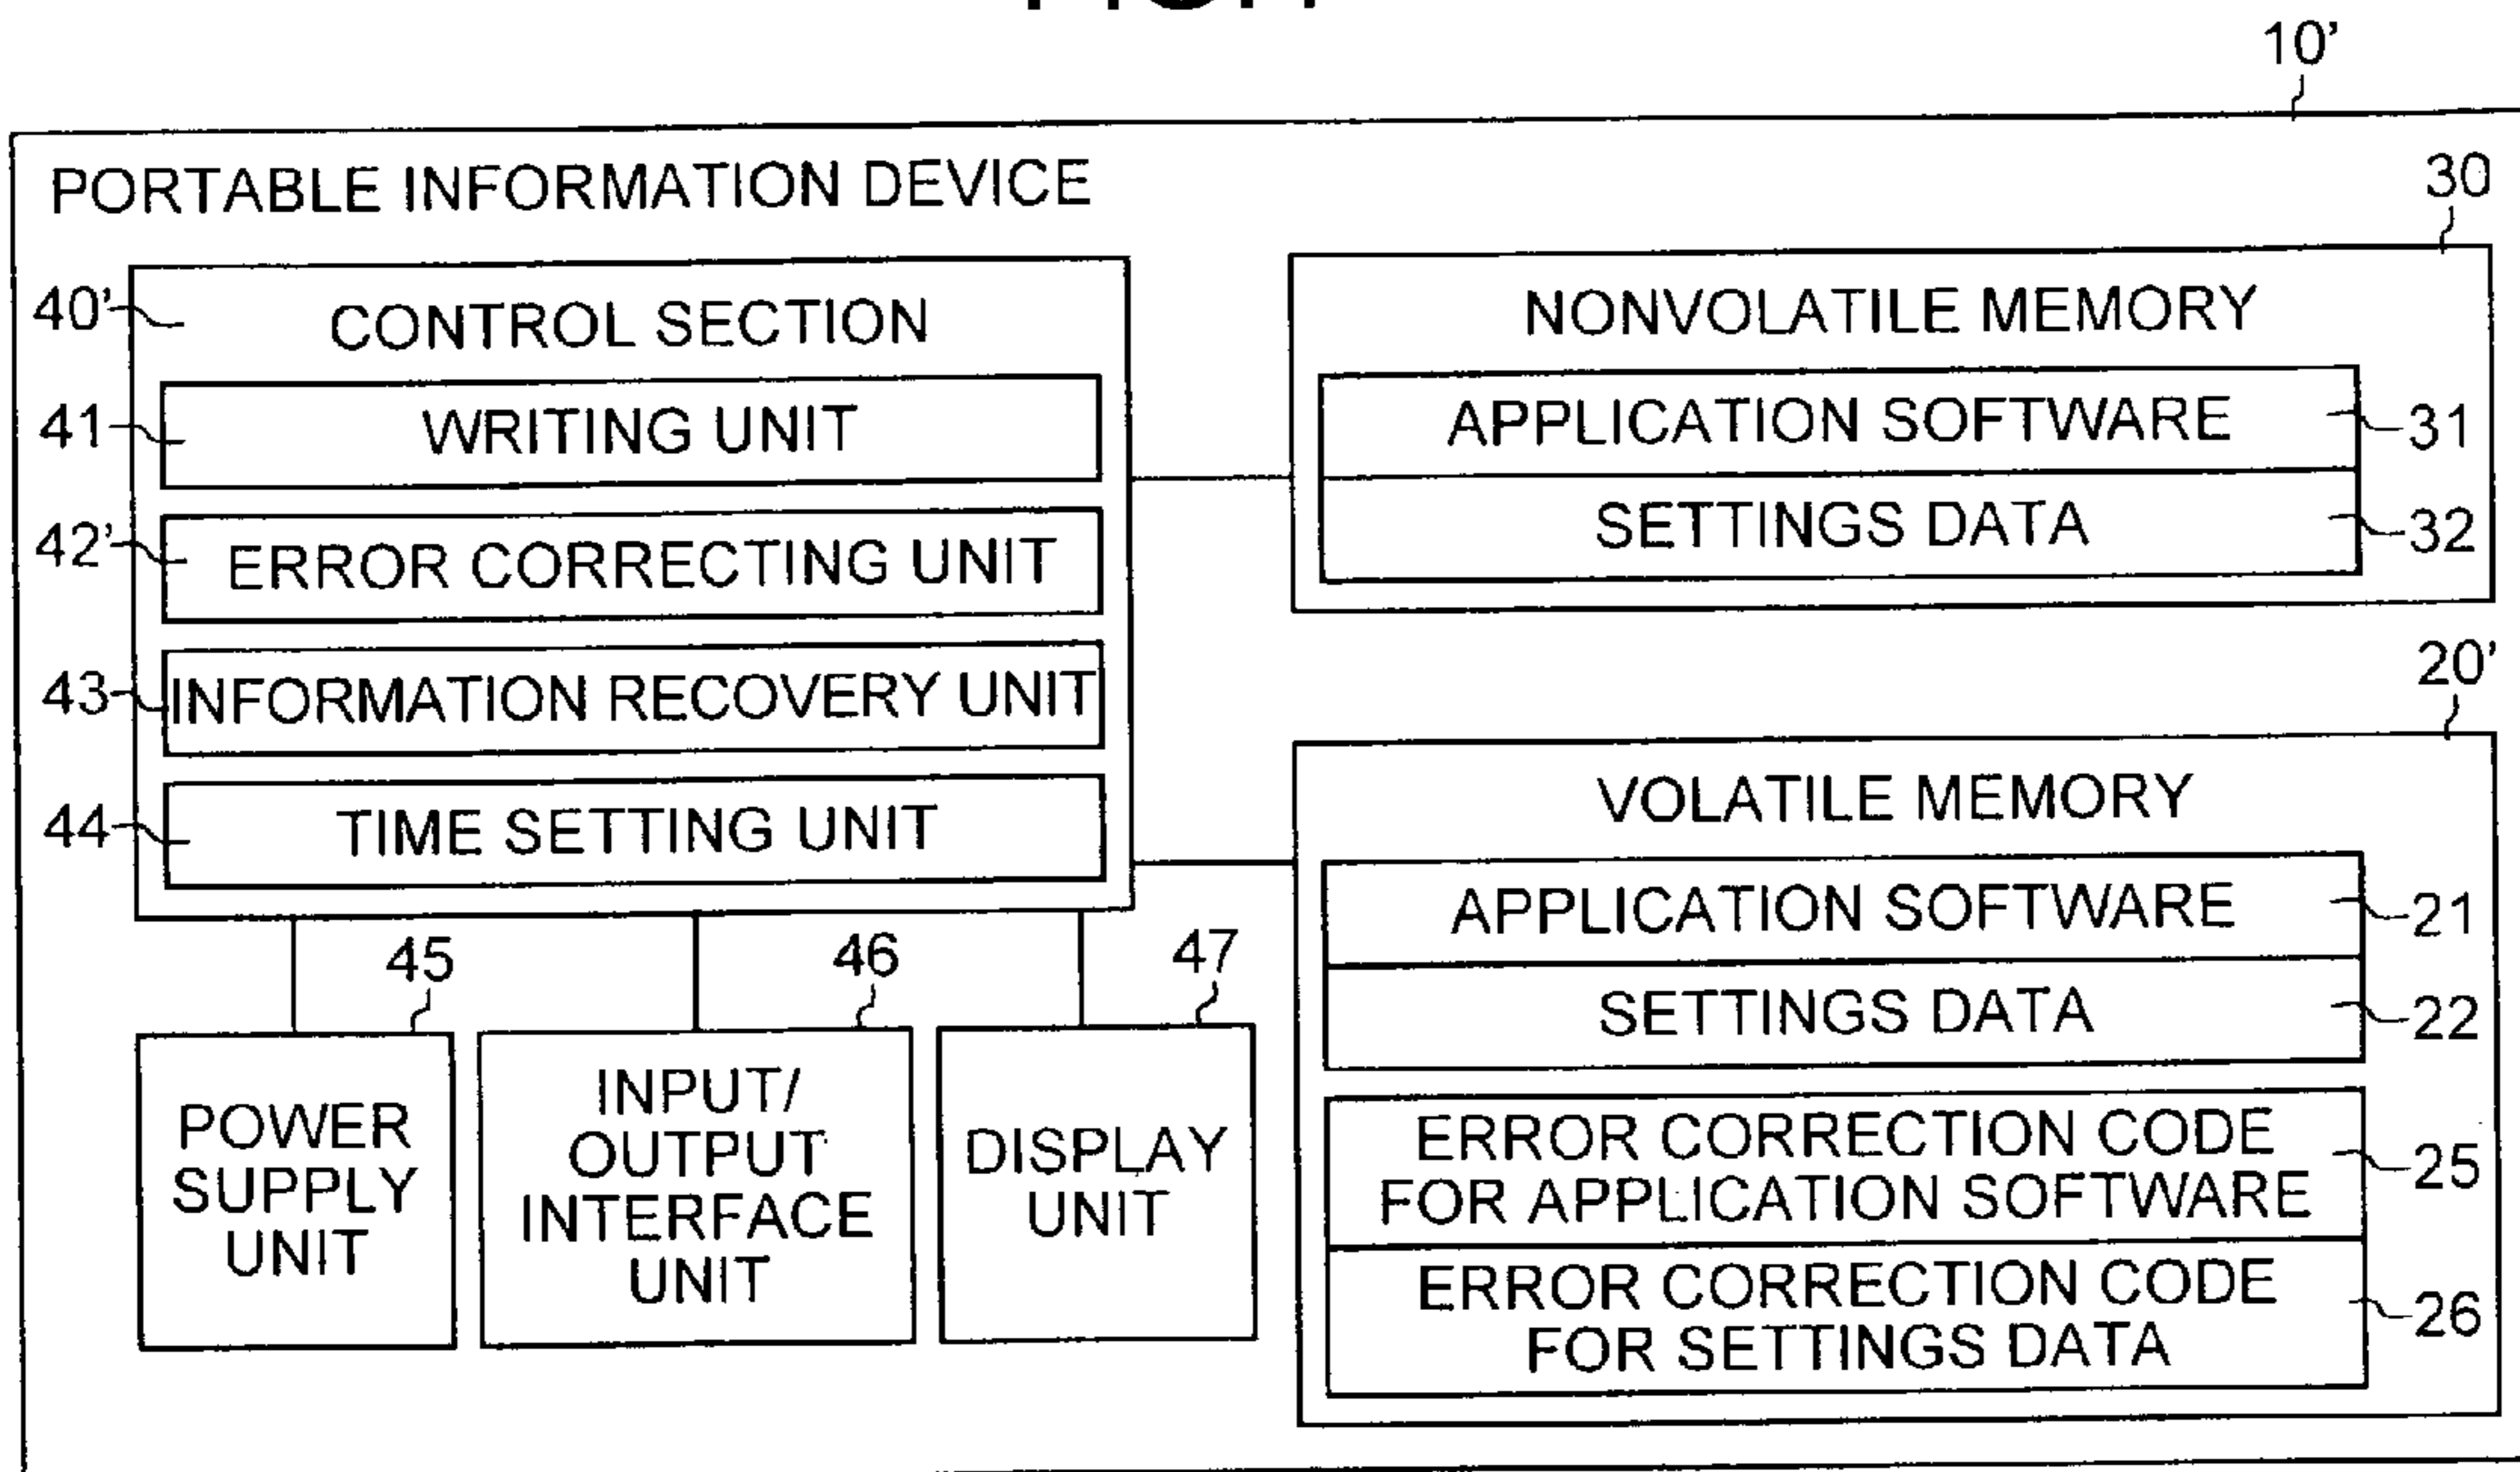 10'
PORTABLE INFORMATION DEVICE
40'
CONTROL SECTION
41
WRITING UNIT
42'
ERROR CORRECTING UNIT
43
INFORMATION RECOVERY UNIT
44
TIME SETTING UNIT
30
NONVOLATILE MEMORY
APPLICATION SOFTWARE
31
SETTINGS DATA
32
20'
VOLATILE MEMORY
APPLICATION SOFTWARE
21
SETTINGS DATA
22
ERROR CORRECTION CODE
FOR APPLICATION SOFTWARE
25
ERROR CORRECTION CODE
FOR SETTINGS DATA
26
45
POWER
SUPPLY
UNIT
46
INPUT/
OUTPUT
INTERFACE
UNIT
47
DISPLAY
UNIT